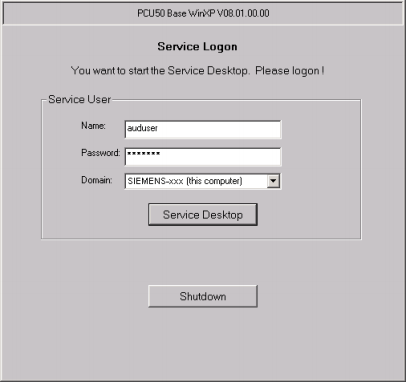 PCU50 Base WinXP V08.01.00.00
Service Logon
You want to start the Service Desktop. Please logon !
Service User
Name: auduser
Password: *******
Domain: SIEMENS-xxx (this computer)
Service Desktop
Shutdown